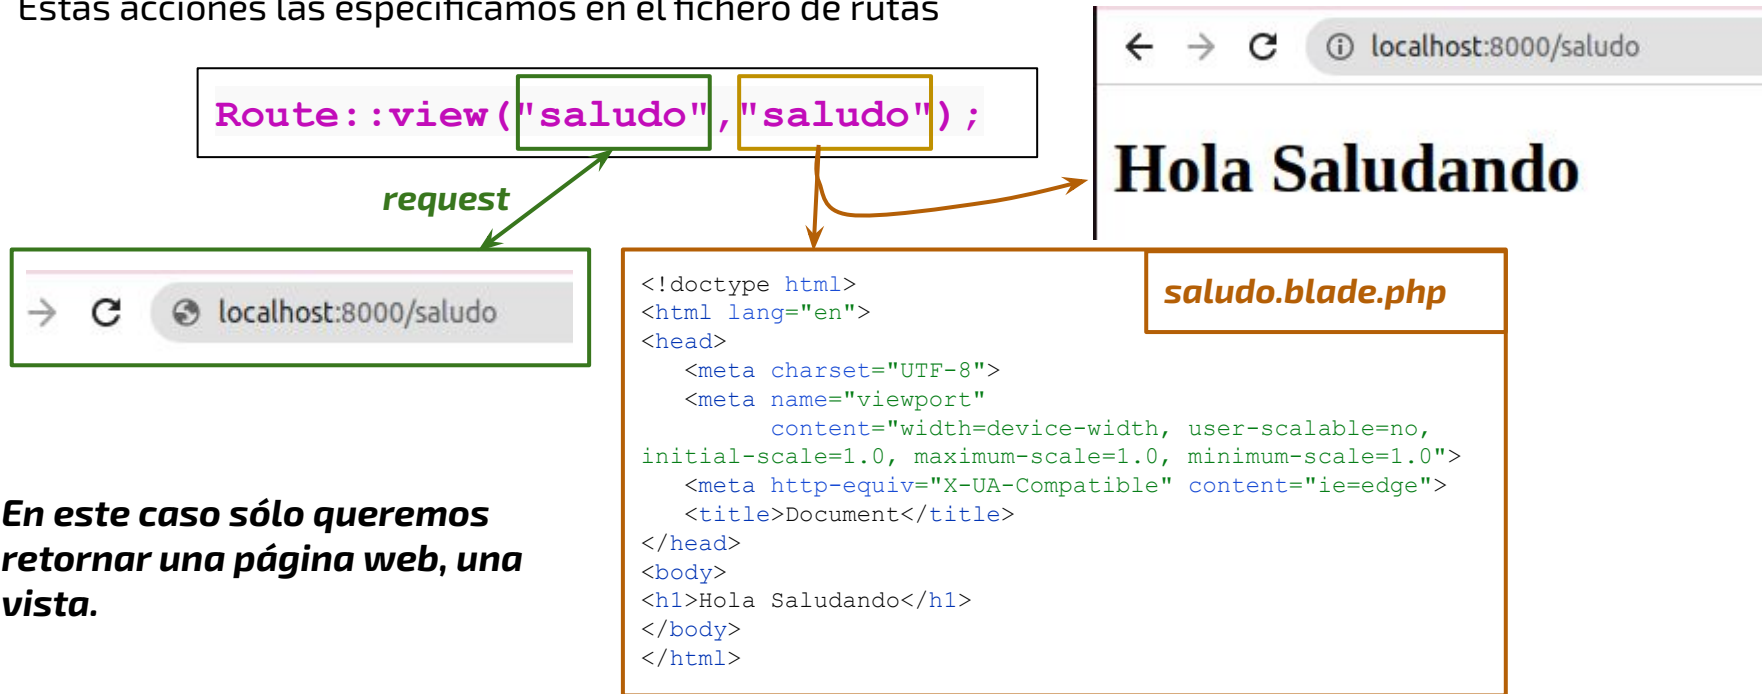 Estas acciones las especificamos en el fichero de rutas
localhost:8000/saludo
Route::view("saludo","saludo");
Hola Saludando
request
localhost:8000/saludo
saludo.blade.php
<!doctype html>
<html lang="en">
<head>
<meta charset="UTF-8">
<meta name="viewport"
content="width=device-width, user-scalable=no,
initial-scale=1.0, maximum-scale=1.0, minimum-scale=1.0">
<meta http-equiv="X-UA-Compatible" content="ie=edge">
<title>Document</title>
</head>
<body>
<h1>Hola Saludando</h1>
</body>
</html>
En este caso sólo queremos
retornar una página web, una
vista.